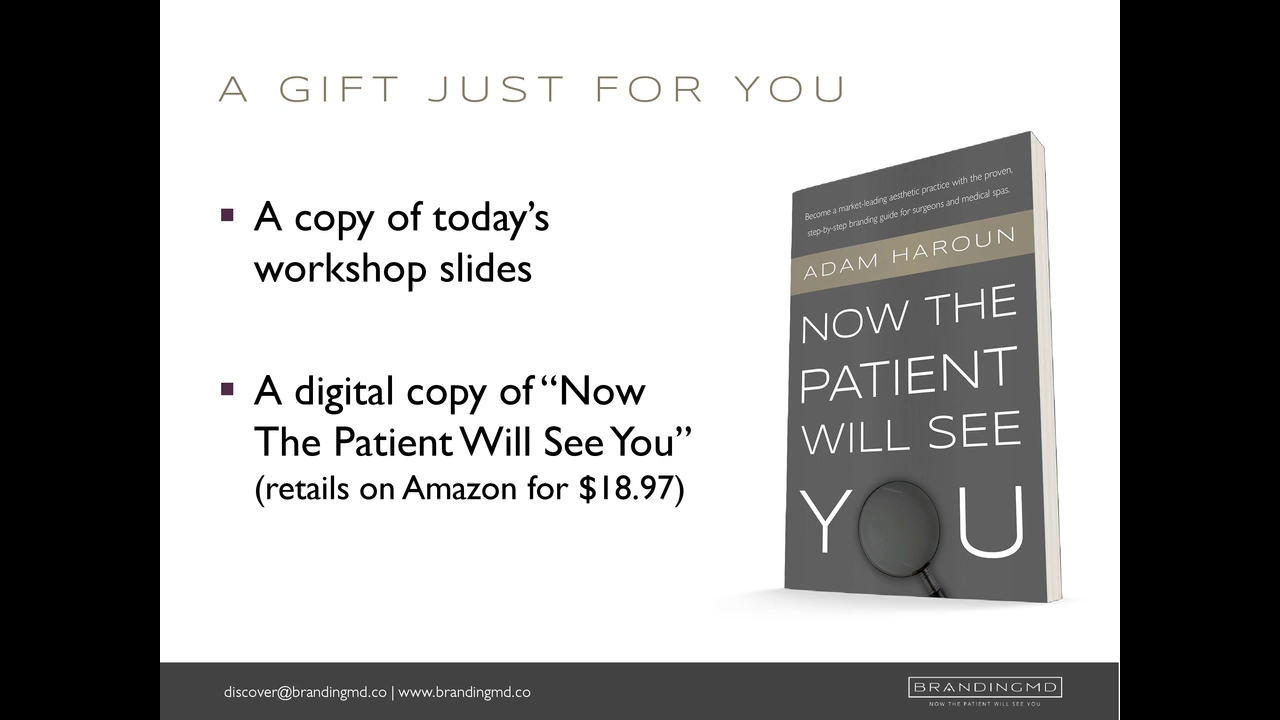 A GIFT JUST FOR YOU
▪ A copy of today’s
workshop slides
▪ A digital copy of “Now
The Patient Will See You”
(retails on Amazon for $18.97)
Become a market-leading aesthetic practice with the proven,
step-by-step branding guide for surgeons and medical spas.
ADAM HAROUN
NOW THE
PATIENT
WILL SEE
YOU
discover@brandingmd.co | www.brandingmd.co
BRANDINGMD
NOW THE PATIENT WILL SEE YOU